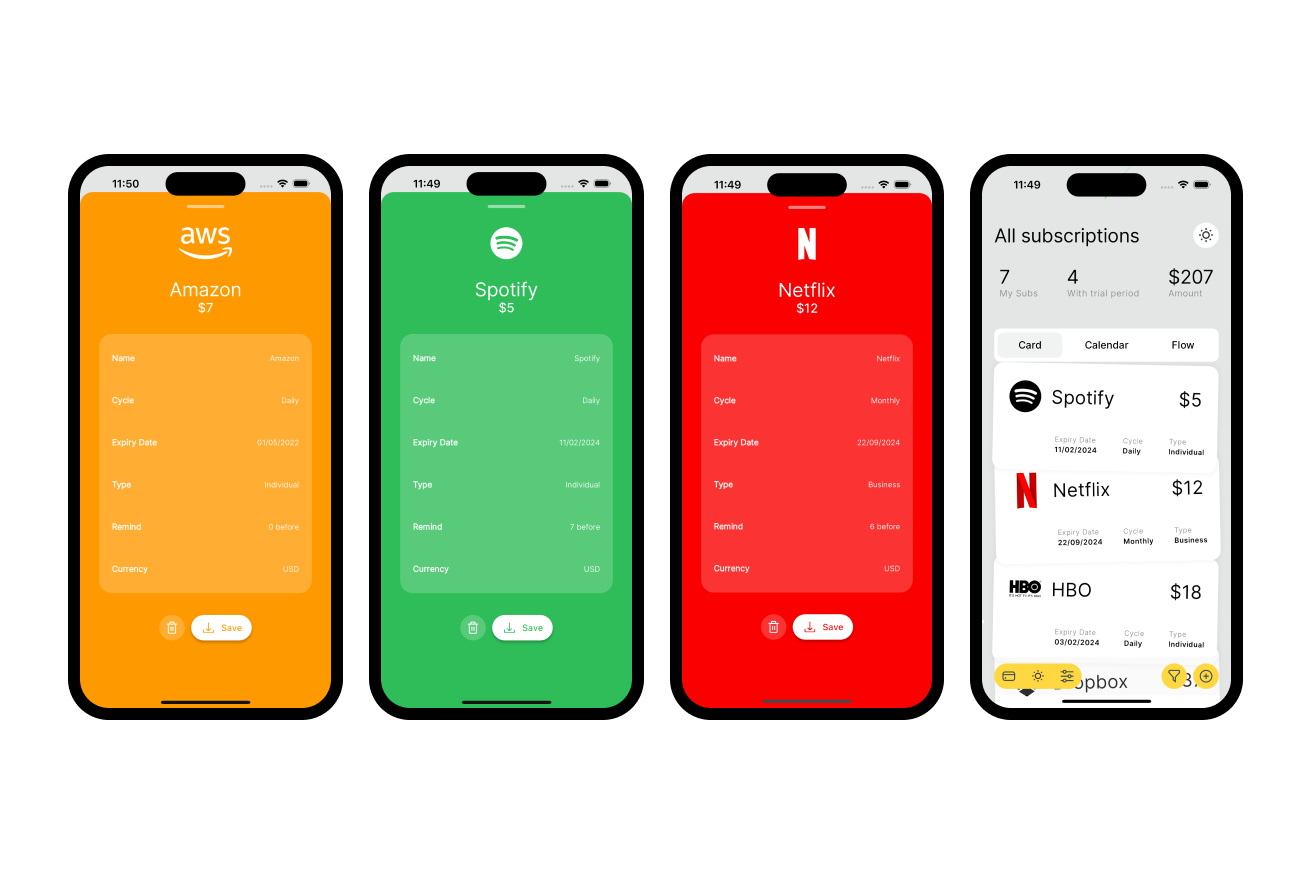 11:50
aws
Amazon
$7
Name Amazon
Cycle Daily
Expiry Date 01/05/2022
Type Individual
Remind 0 before
Currency USD
Save
11:49
Spotify
$5
Name Spotify
Cycle Daily
Expiry Date 11/02/2024
Type Individual
Remind 7 before
Currency USD
Save
11:49
Netflix
$12
Name Netflix
Cycle Monthly
Expiry Date 22/09/2024
Type Business
Remind 6 before
Currency USD
Save
11:49
All subscriptions
7 4 $207
My Subs With trial period Amount
Card Calendar Flow
Spotify $5
Expiry Date Cycle Type
11/02/2024 Daily Individual
Netflix $12
Expiry Date Cycle Type
22/09/2024 Monthly Business
HBO HBO $18
Expiry Date Cycle Type
03/02/2024 Daily Individual
Dropbox